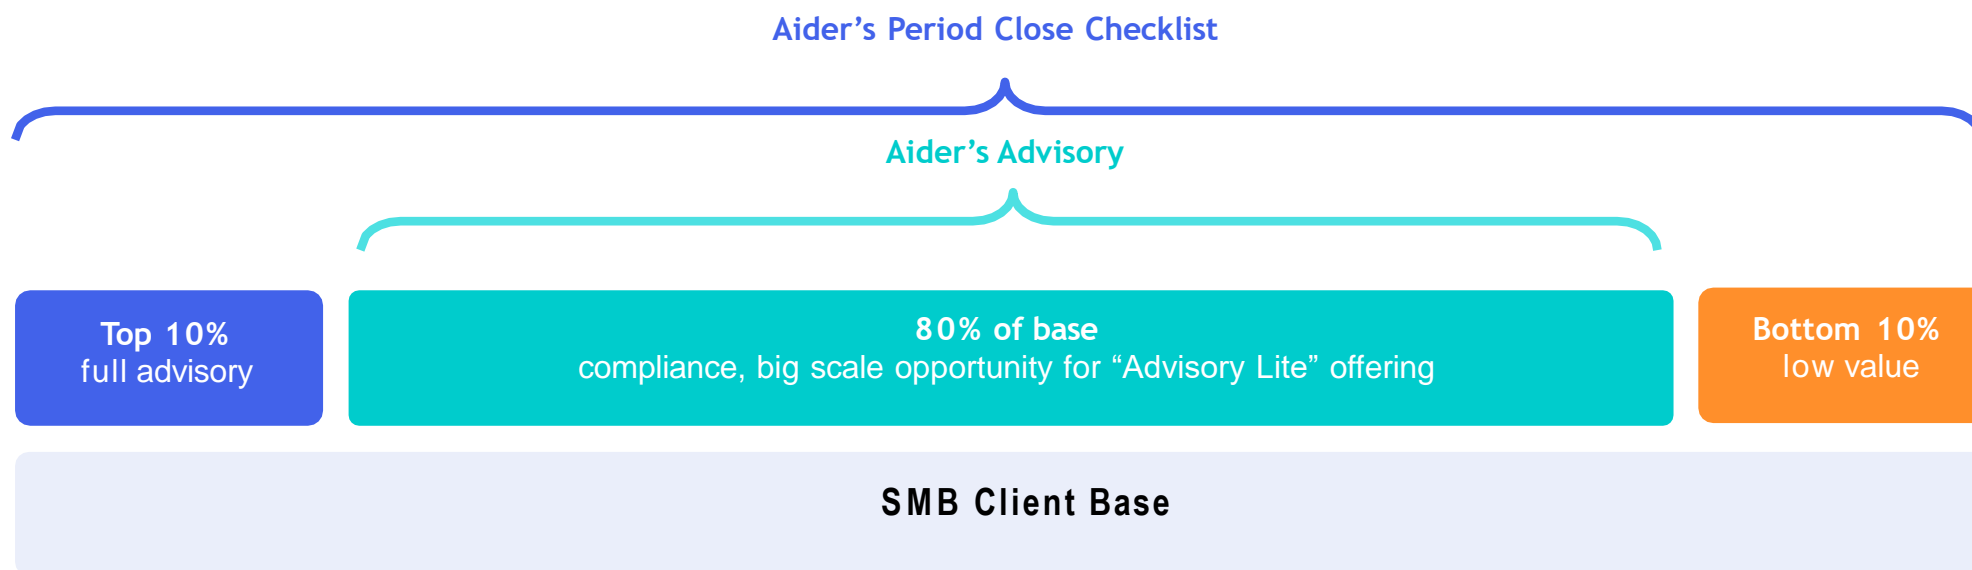 Aider’s Period Close Checklist
Aider’s Advisory
Top 10%
full advisory
80% of base
compliance, big scale opportunity for “Advisory Lite” offering
Bottom 10%
low value
SMB Client Base